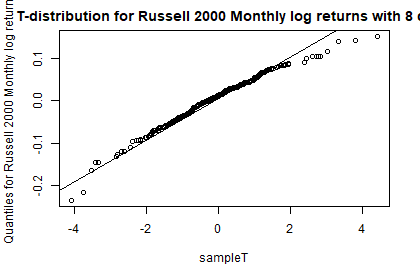 T-distribution for Russell 2000 Monthly log returns with 8
Quantiles for Russell 2000 Monthly log return
0.1
0.0
-0.1
-0.2
-4 -2 0 2 4
sampleT